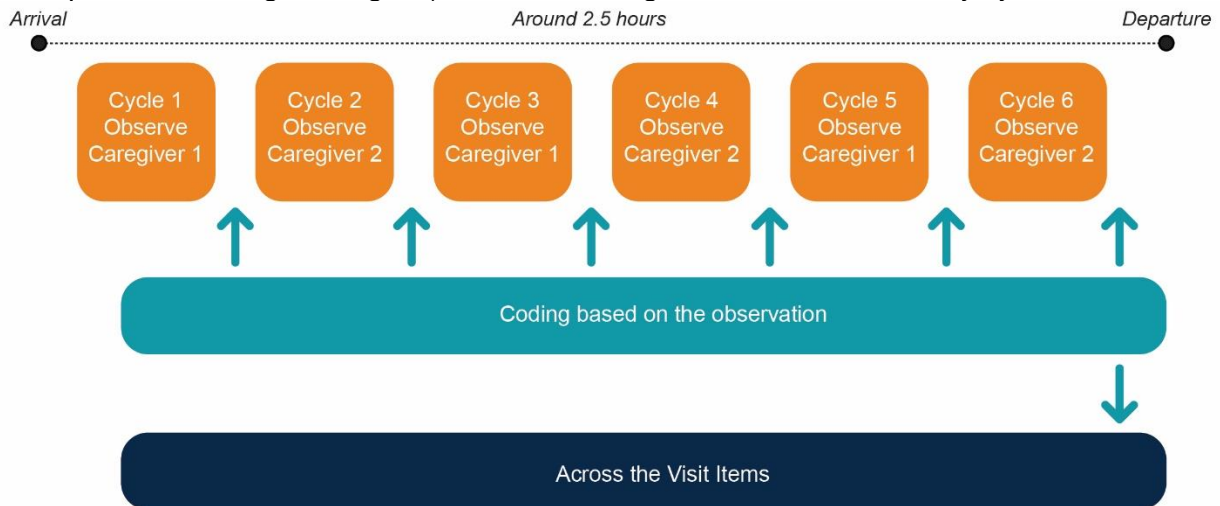 Arrival
Around 2.5 hours
Departure
Cycle 1
Observe
Caregiver 1
Cycle 2
Observe
Caregiver 2
Cycle 3
Observe
Caregiver 1
Cycle 4
Observe
Caregiver 2
Cycle 5
Observe
Caregiver 1
Cycle 6
Observe
Caregiver 2
Coding based on the observation
Across the Visit Items